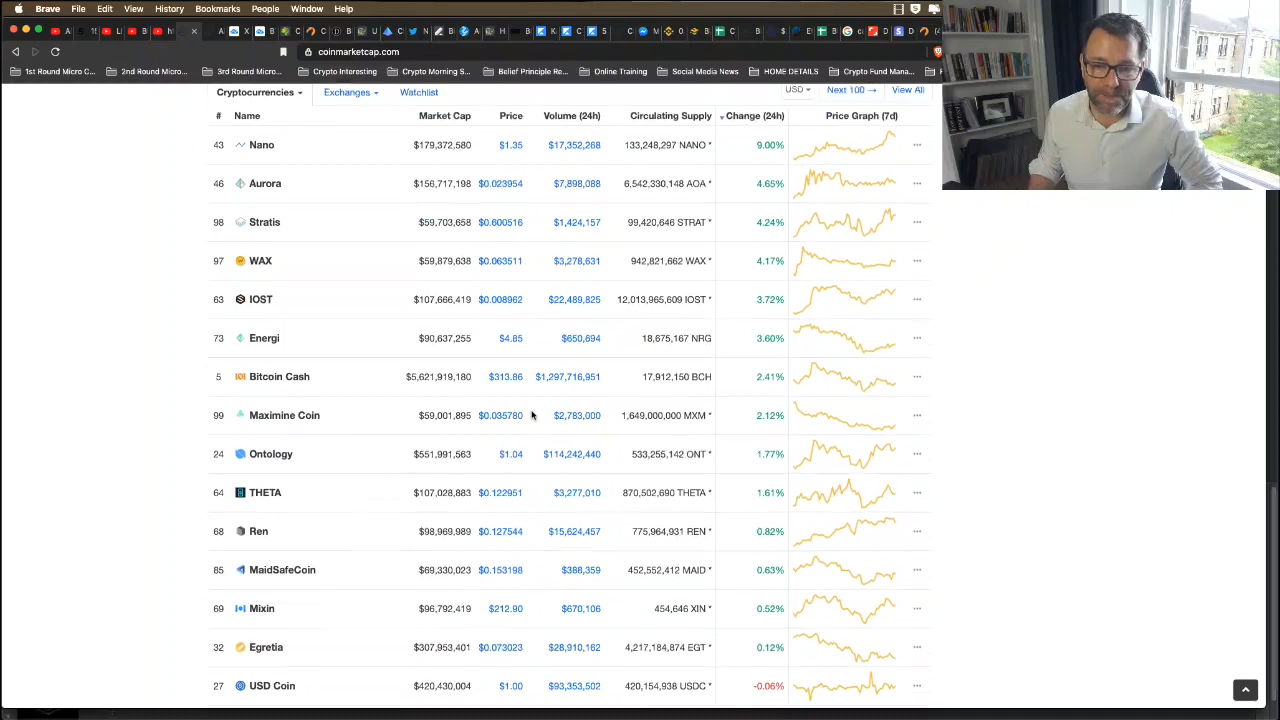 Brave File Edit View History Bookmarks People Window Help
coinmarketcap.com
1st Round Micro C... 2nd Round Micro... 3rd Round Micro... Crypto Interesting Crypto Morning S... Belief Principle Re... Online Training Social Media News HOME DETAILS Crypto Fund Mana...
Cryptocurrencies Exchanges Watchlist USD Next 100 → View All
# Name Market Cap Price Volume (24h) Circulating Supply Change (24h) Price Graph (7d)
43 Nano $179,372,580 $1.35 $17,352,268 133,248,297 NANO * 9.00%
46 Aurora $156,717,198 $0.023954 $7,898,088 6,542,330,148 AOA * 4.65%
98 Stratis $59,703,658 $0.600516 $1,424,157 99,420,646 STRAT * 4.24%
97 WAX $59,879,638 $0.063511 $3,278,631 942,821,662 WAX * 4.17%
63 IOST $107,666,419 $0.008962 $22,489,825 12,013,965,609 IOST * 3.72%
73 Energi $90,637,255 $4.85 $650,694 18,675,167 NRG 3.60%
5 Bitcoin Cash $5,621,919,180 $313.86 $1,297,716,951 17,912,150 BCH 2.41%
99 Maximine Coin $59,001,895 $0.035780 $2,783,000 1,649,000,000 MXM * 2.12%
24 Ontology $551,991,563 $1.04 $114,242,440 533,255,142 ONT * 1.77%
64 THETA $107,028,883 $0.122951 $3,277,010 870,502,690 THETA * 1.61%
68 Ren $98,969,989 $0.127544 $15,624,457 775,964,931 REN * 0.82%
85 MaidSafeCoin $69,330,023 $0.153198 $388,359 452,552,412 MAID * 0.63%
69 Mixin $96,792,419 $212.90 $670,106 454,646 XIN * 0.52%
32 Egretia $307,953,401 $0.073023 $28,910,162 4,217,184,874 EGT * 0.12%
27 USD Coin $420,430,004 $1.00 $93,353,502 420,154,938 USDC * -0.06%